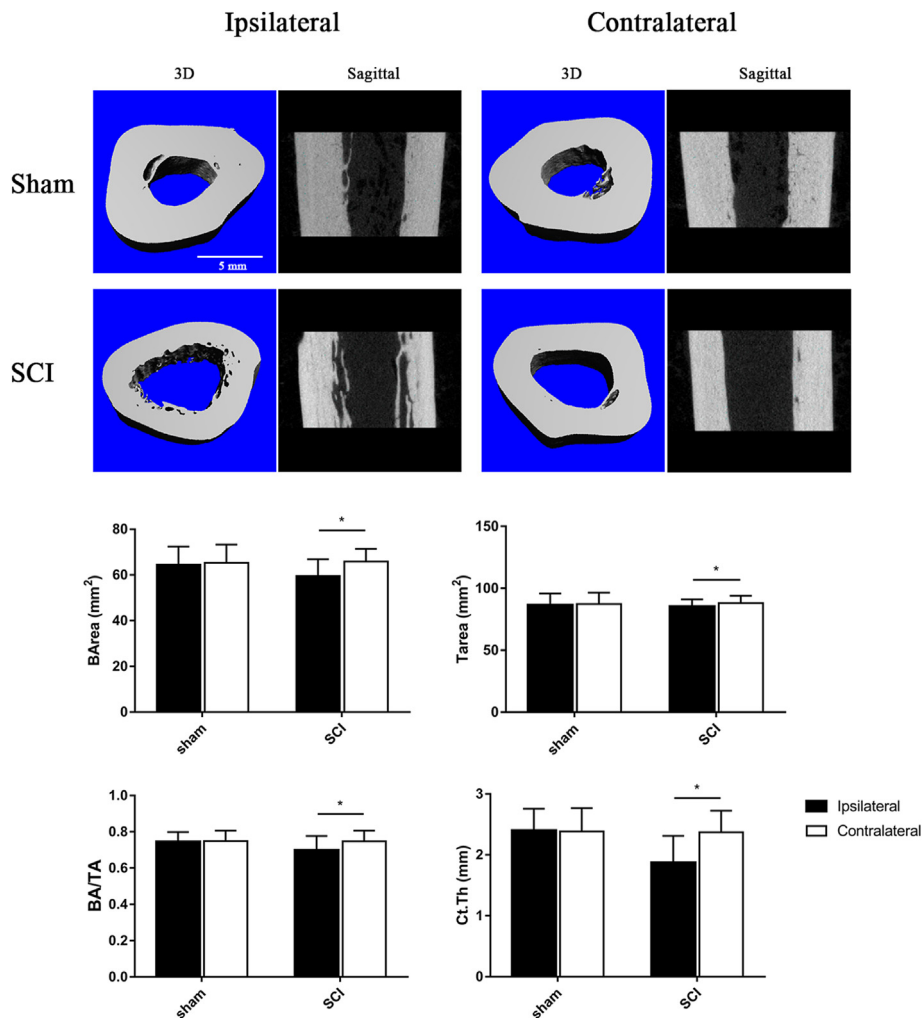 Ipsilateral Contralateral
3D Sagittal 3D Sagittal
Sham
5 mm
SCI
80
60
40
20
0
BArea (mm²)
*
sham SCI
150
100
50
0
Tarea (mm²)
*
sham SCI
1.0
0.8
0.6
0.4
0.2
0.0
BA/TA
*
sham SCI
3
2
1
0
Ct.Th (mm)
*
sham SCI
Ipsilateral
Contralateral